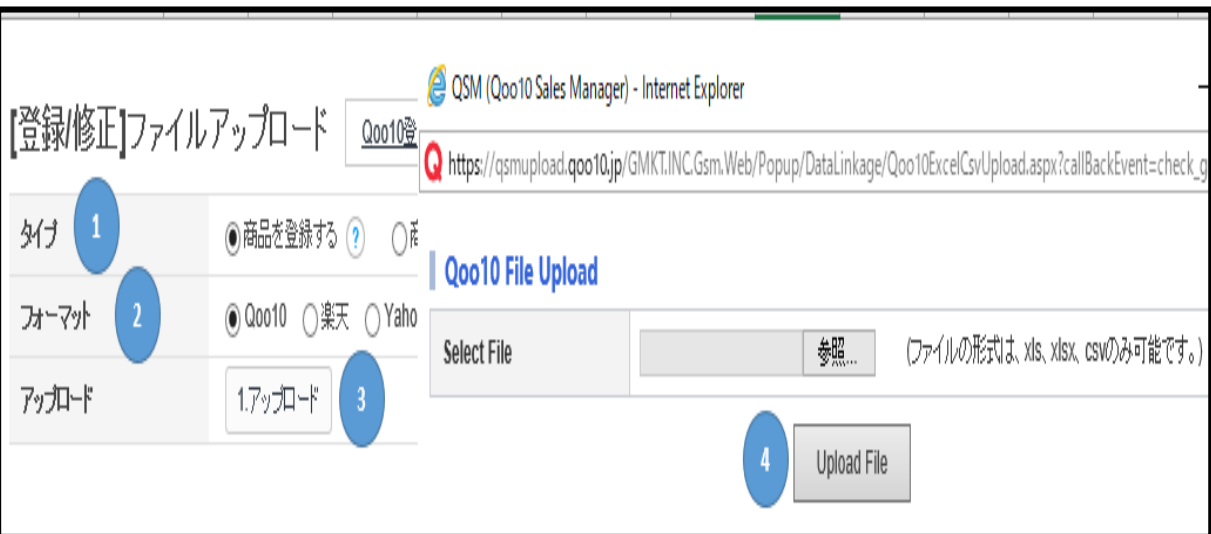 [登録/修正]ファイルアップロード
Qoo10登
タイプ
1
商品を登録する ?
フォーマット
2
Qoo10 楽天 Yaho
アップロード
1.アップロード
3
QSM (Qoo10 Sales Manager) - Internet Explorer
https://qsmupload.qoo10.jp/GMKT.INC.Gsm.Web/Popup/DataLinkage/Qoo10ExcelCsvUpload.aspx?callBackEvent=check_g
Qoo10 File Upload
Select File
参照...
(ファイルの形式は、xls、xlsx、csvのみ可能です。)
4
Upload File